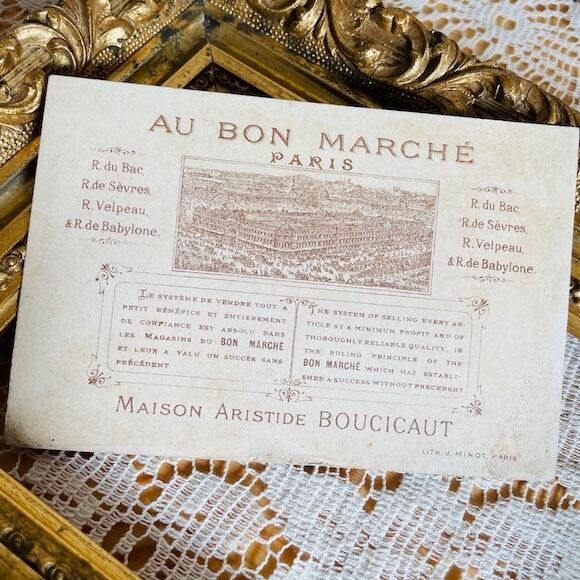 AU BON MARCHÉ
PARIS
R. du Bac,
R. de Sèvres,
R. Velpeau,
& R. de Babylone.
R. du Bac,
R. de Sèvres,
R. Velpeau,
& R. de Babylone.
LE SYSTÈME DE VENDRE TOUT A
PETIT BÉNÉFICE ET ENTIÈREMENT
DE CONFIANCE EST ABSOLU DANS
LES MAGASINS DU BON MARCHÉ
ET LEUR A VALU UN SUCCÈS SANS
PRÉCÉDENT.
THE SYSTEM OF SELLING EVERY AR-
TICLE AT A MINIMUM PROFIT AND OF
THOROUGHLY RELIABLE QUALITY, IS
THE RULING PRINCIPLE OF THE
BON MARCHÉ WHICH HAS ESTABLI-
SHED A SUCCESS WITHOUT PRECEDENT
MAISON ARISTIDE BOUCICAUT
LITH. J. MINOT, PARIS